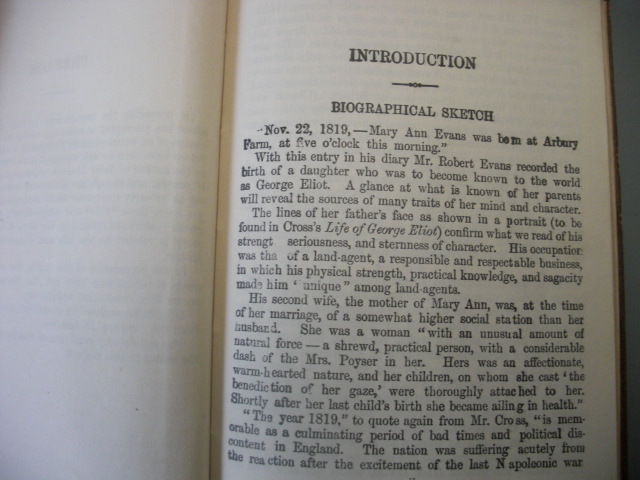 INTRODUCTION
BIOGRAPHICAL SKETCH
"Nov. 22, 1819,—Mary Ann Evans was born at Arbury
Farm, at five o'clock this morning."
With this entry in his diary Mr. Robert Evans recorded the
birth of a daughter who was to become known to the world
as George Eliot. A glance at what is known of her parents
will reveal the sources of many traits of her mind and character.
The lines of her father's face as shown in a portrait (to be
found in Cross's Life of George Eliot) confirm what we read of his
strengt seriousness, and sternness of character. His occupation
was tha of a land-agent, a responsible and respectable business,
in which his physical strength, practical knowledge, and sagacity
made him ' unique" among land-agents.
His second wife, the mother of Mary Ann, was, at the time
of her marriage, of a somewhat higher social station than her
husband. She was a woman "with an unusual amount of
natural force — a shrewd, practical person, with a considerable
dash of the Mrs. Poyser in her. Hers was an affectionate,
warm-hearted nature, and her children, on whom she cast 'the
benediction of her gaze,' were thoroughly attached to her.
Shortly after her last child's birth she became ailing in health."
"The year 1819," to quote again from Mr. Cross, "is mem-
orable as a culminating period of bad times and political dis-
content in England. The nation was suffering acutely from
the reaction after the excitement of the last Napoleonic war